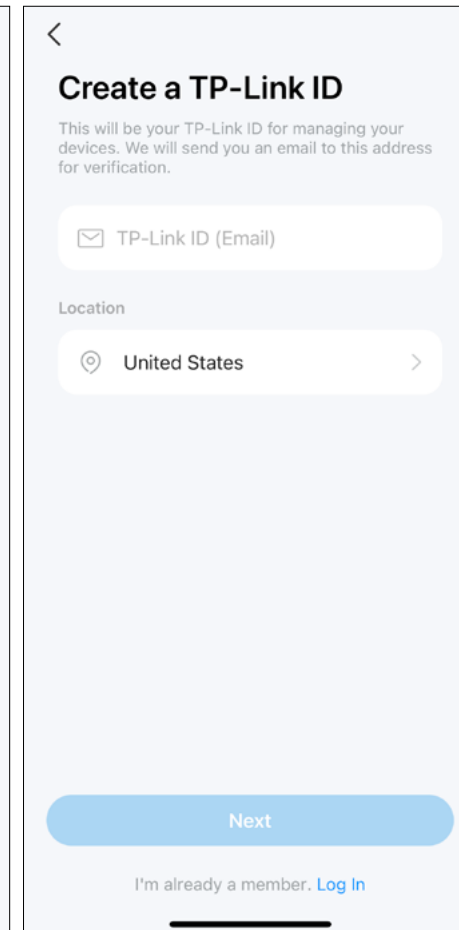 Create a TP-Link ID
This will be your TP-Link ID for managing your
devices. We will send you an email to this address
for verification.
TP-Link ID (Email)
Location
United States
Next
I'm already a member. Log In